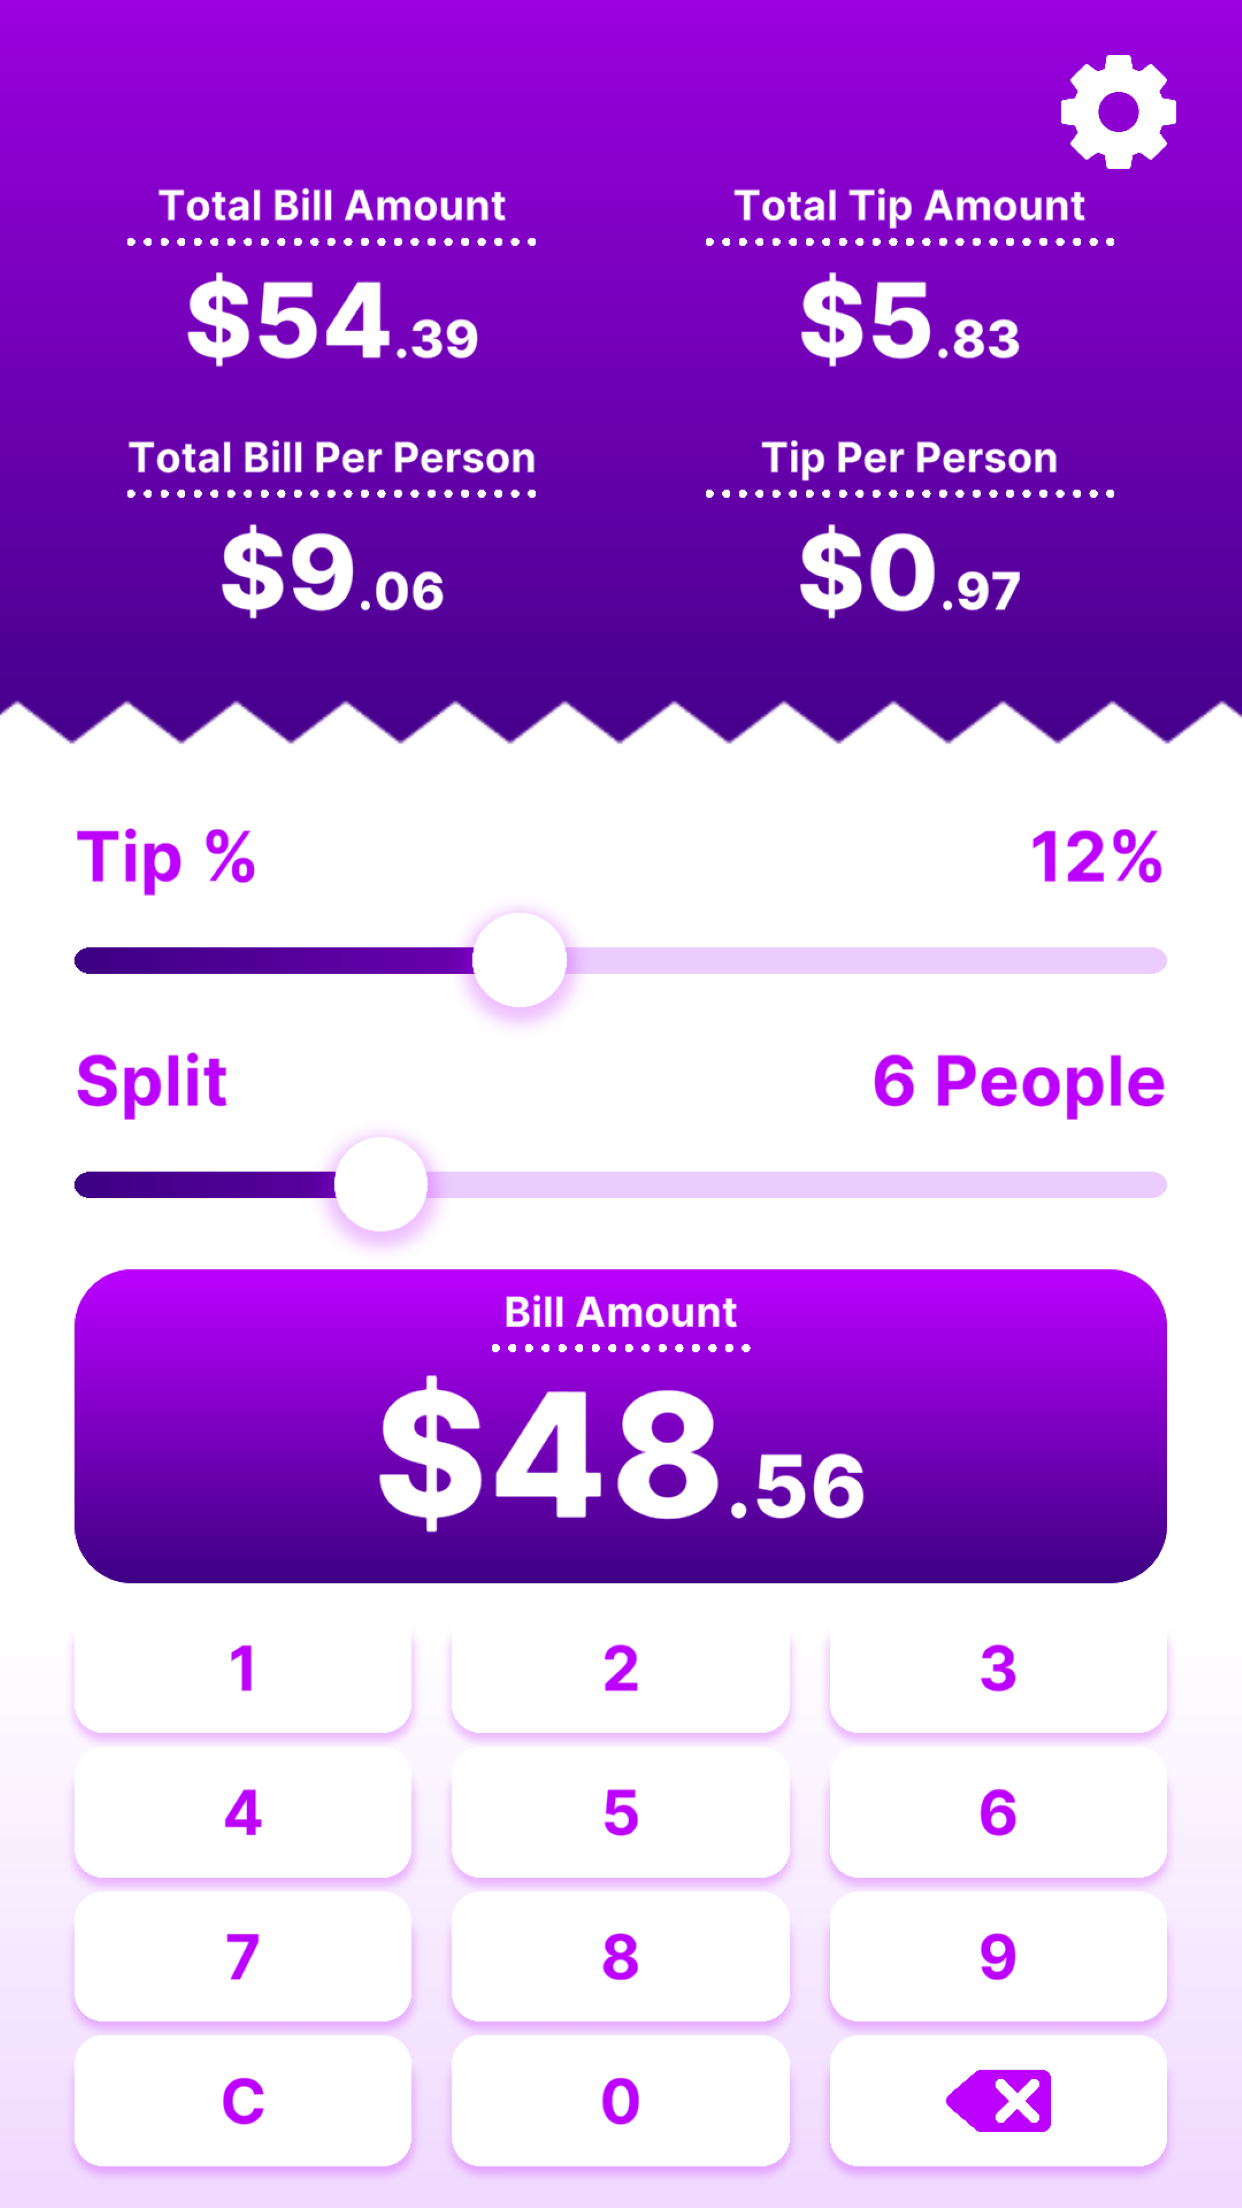 Total Bill Amount
$54.39
Total Tip Amount
$5.83
Total Bill Per Person
$9.06
Tip Per Person
$0.97
Tip %
12%
Split
6 People
Bill Amount
$48.56
1 2 3
4 5 6
7 8 9
C 0